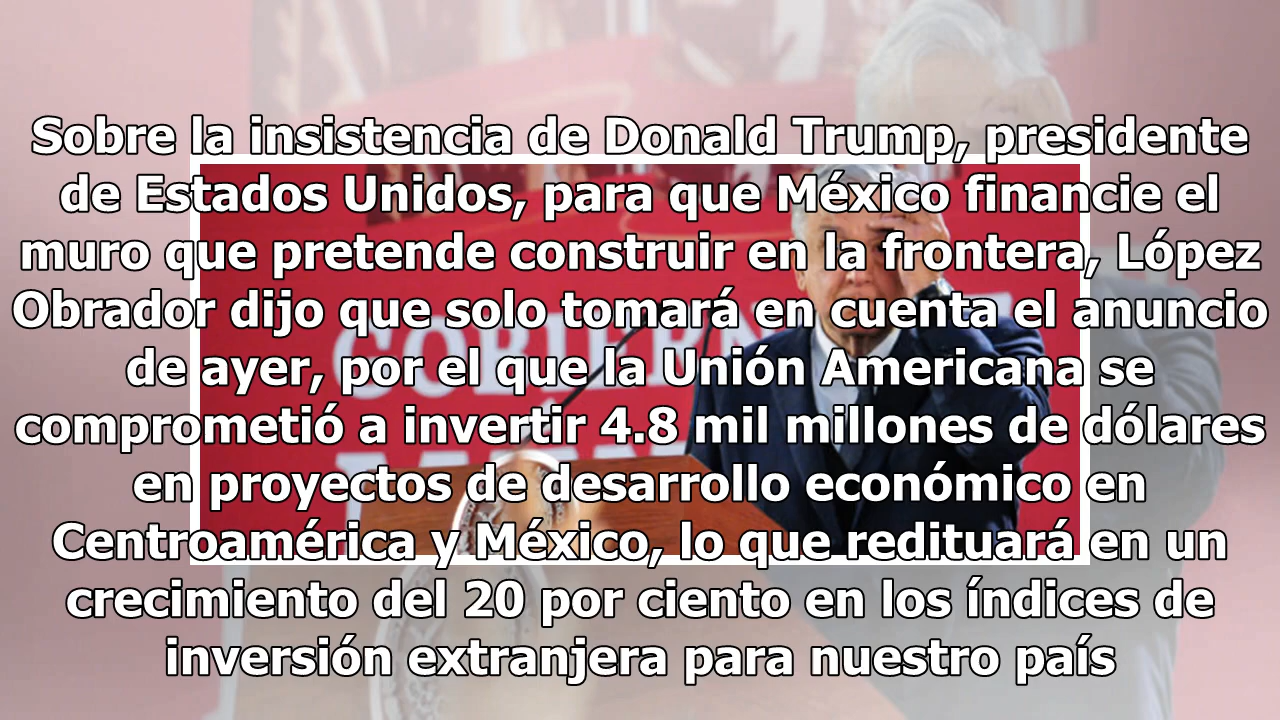 Sobre la insistencia de Donald Trump, presidente
de Estados Unidos, para que México financie el
muro que pretende construir en la frontera, López
Obrador dijo que solo tomará en cuenta el anuncio
de ayer, por el que la Unión Americana se
comprometió a invertir 4.8 mil millones de dólares
en proyectos de desarrollo económico en
Centroamérica y México, lo que redituará en un
crecimiento del 20 por ciento en los índices de
inversión extranjera para nuestro país